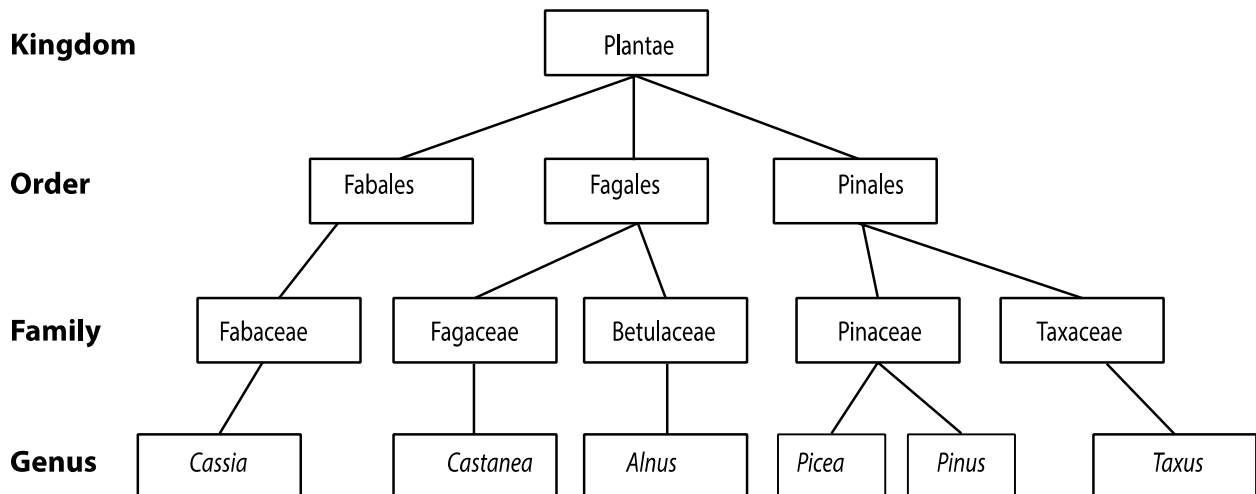 Kingdom Plantae
Order Fabales Fagales Pinales
Family Fabaceae Fagaceae Betulaceae Pinaceae Taxaceae
Genus Cassia Castanea Alnus Picea Pinus Taxus